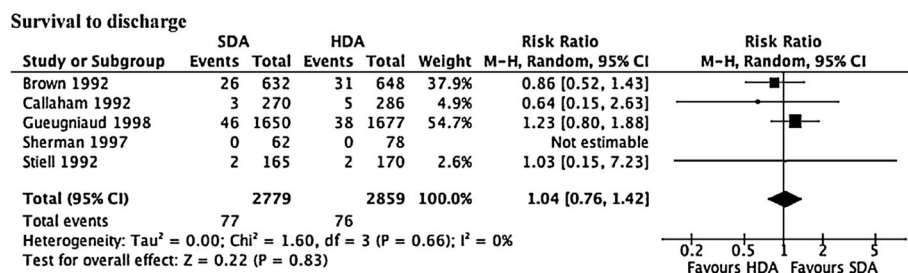 Survival to discharge
SDA HDA Risk Ratio Risk Ratio
Study or Subgroup Events Total Events Total Weight M-H, Random, 95% CI M-H, Random, 95% CI
Brown 1992 26 632 31 648 37.9% 0.86 [0.52, 1.43]
Callaham 1992 3 270 5 286 4.9% 0.64 [0.15, 2.63]
Gueugniaud 1998 46 1650 38 1677 54.7% 1.23 [0.80, 1.88]
Sherman 1997 0 62 0 78 Not estimable
Stiell 1992 2 165 2 170 2.6% 1.03 [0.15, 7.23]
Total (95% CI) 2779 2859 100.0% 1.04 [0.76, 1.42]
Total events 77 76
Heterogeneity: Tau² = 0.00; Chi² = 1.60, df = 3 (P = 0.66); I² = 0%
Test for overall effect: Z = 0.22 (P = 0.83)
0.2 0.5 1 2 5
Favours HDA Favours SDA